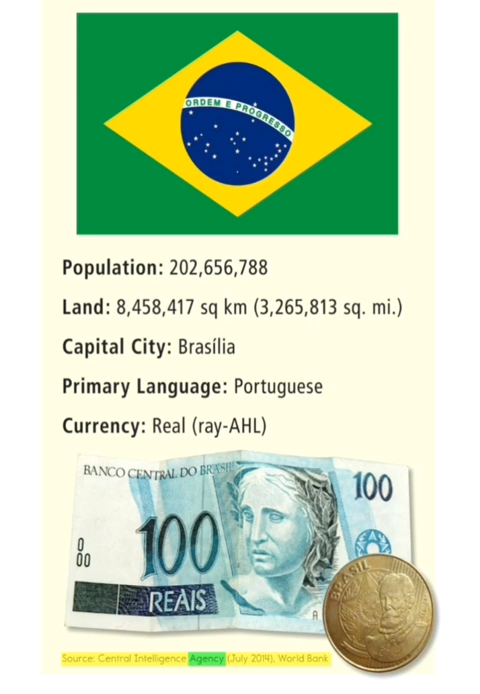 ORDEM E PROGRESSO
Population: 202,656,788
Land: 8,458,417 sq km (3,265,813 sq. mi.)
Capital City: Brasília
Primary Language: Portuguese
Currency: Real (ray-AHL)
BANCO CENTRAL DO BRASIL
100
100
0
00
REAIS
A
BRASIL
Source: Central Intelligence Agency (July 2014), World Bank